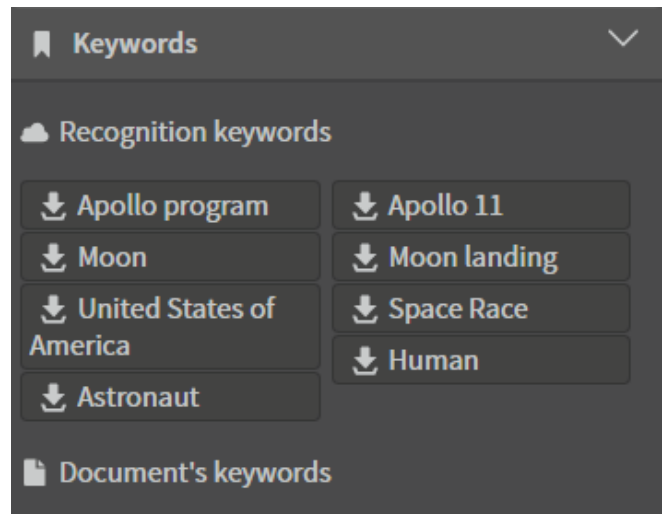 Keywords
Recognition keywords
Apollo program
Apollo 11
Moon
Moon landing
United States of
America
Space Race
Human
Astronaut
Document's keywords